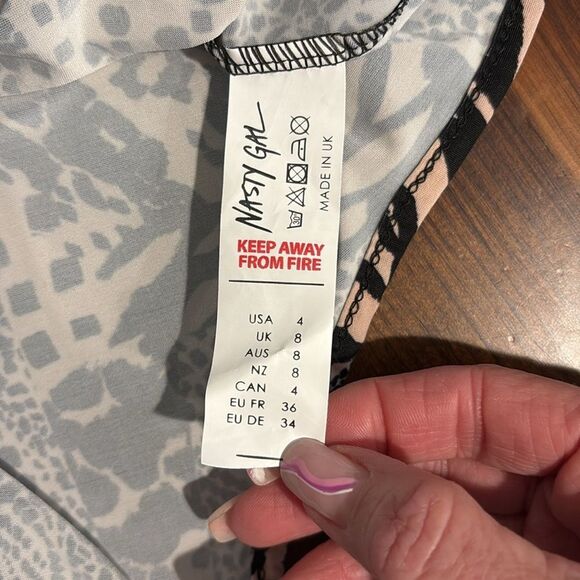 NASTY GAL
MADE IN UK
KEEP AWAY
FROM FIRE
USA 4
UK 8
AUS 8
NZ 8
CAN 4
EU FR 36
EU DE 34